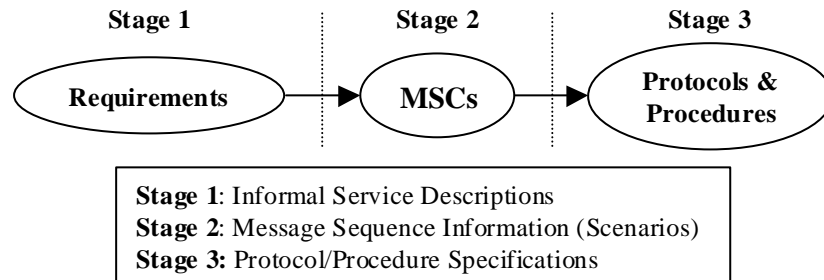 Stage 1 Stage 2 Stage 3
Requirements
MSCs
Protocols &
Procedures
Stage 1: Informal Service Descriptions
Stage 2: Message Sequence Information (Scenarios)
Stage 3: Protocol/Procedure Specifications